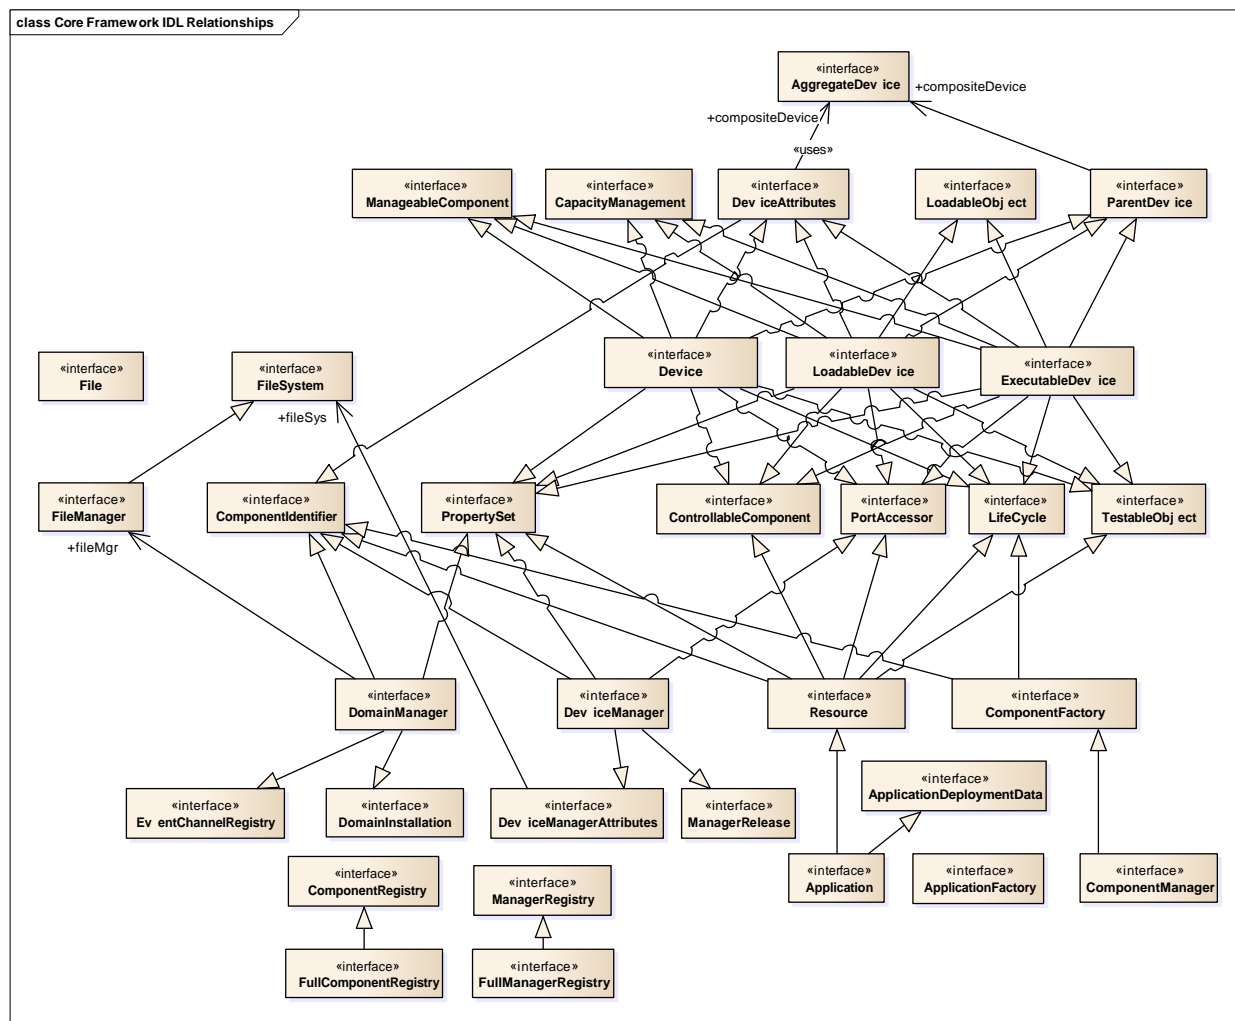 class Core Framework IDL Relationships
«interface»
AggregateDev ice
+compositeDevice
+compositeDevice
«uses»
«interface»
ManageableComponent
«interface»
CapacityManagement
«interface»
Dev iceAttributes
«interface»
LoadableObj ect
«interface»
ParentDev ice
«interface»
File
«interface»
FileSystem
«interface»
Device
«interface»
LoadableDev ice
«interface»
ExecutableDev ice
+fileSys
«interface»
FileManager
«interface»
ComponentIdentifier
«interface»
PropertySet
«interface»
ControllableComponent
«interface»
PortAccessor
«interface»
LifeCycle
«interface»
TestableObj ect
+fileMgr
«interface»
DomainManager
«interface»
Dev iceManager
«interface»
Resource
«interface»
ComponentFactory
«interface»
ApplicationDeploymentData
«interface»
Ev entChannelRegistry
«interface»
DomainInstallation
«interface»
Dev iceManagerAttributes
«interface»
ManagerRelease
«interface»
ComponentRegistry
«interface»
ManagerRegistry
«interface»
Application
«interface»
ApplicationFactory
«interface»
ComponentManager
«interface»
FullComponentRegistry
«interface»
FullManagerRegistry